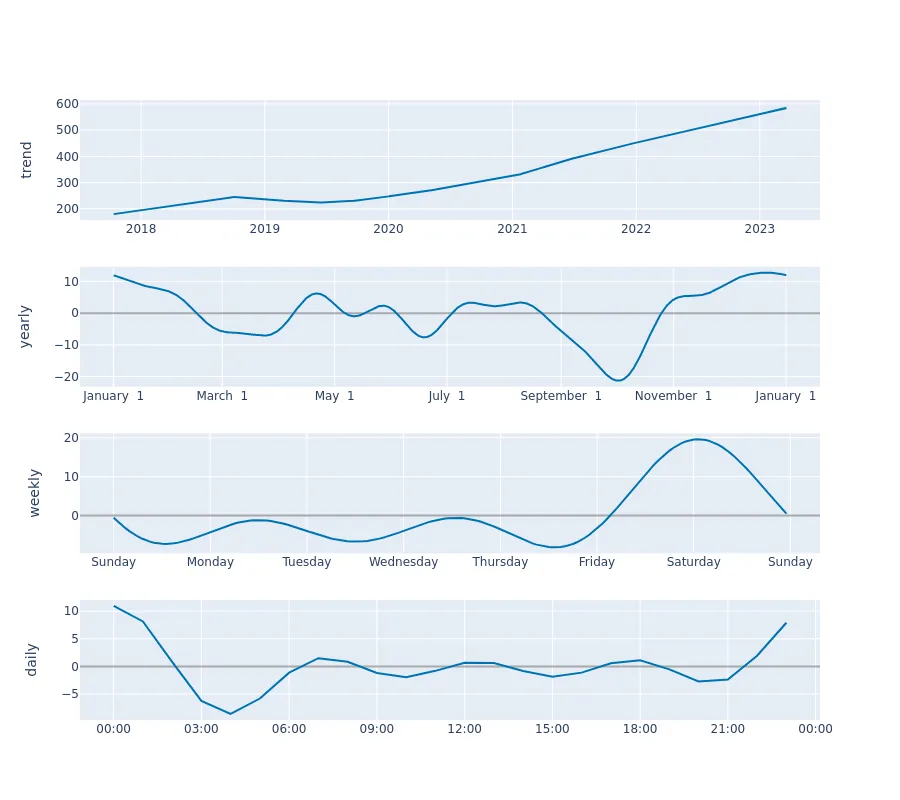 trend
600
500
400
300
200
2018 2019 2020 2021 2022 2023
yearly
10
0
−10
−20
January 1 March 1 May 1 July 1 September 1 November 1 January 1
weekly
20
10
0
Sunday Monday Tuesday Wednesday Thursday Friday Saturday Sunday
daily
10
5
0
−5
00:00 03:00 06:00 09:00 12:00 15:00 18:00 21:00 00:00